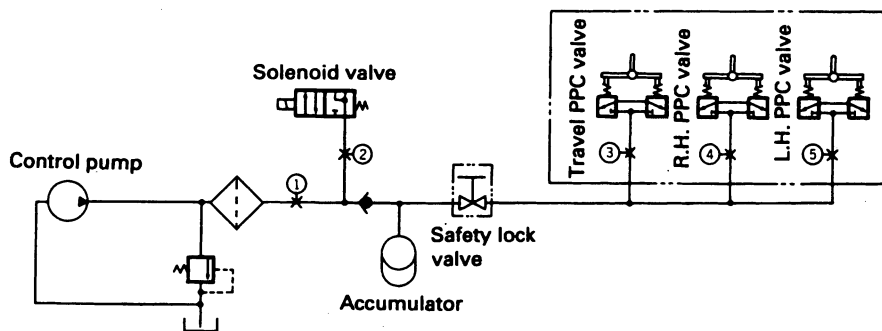 Solenoid valve
Control pump
Travel PPC valve
R.H. PPC valve
L.H. PPC valve
1
2
3
4
5
Safety lock
valve
Accumulator